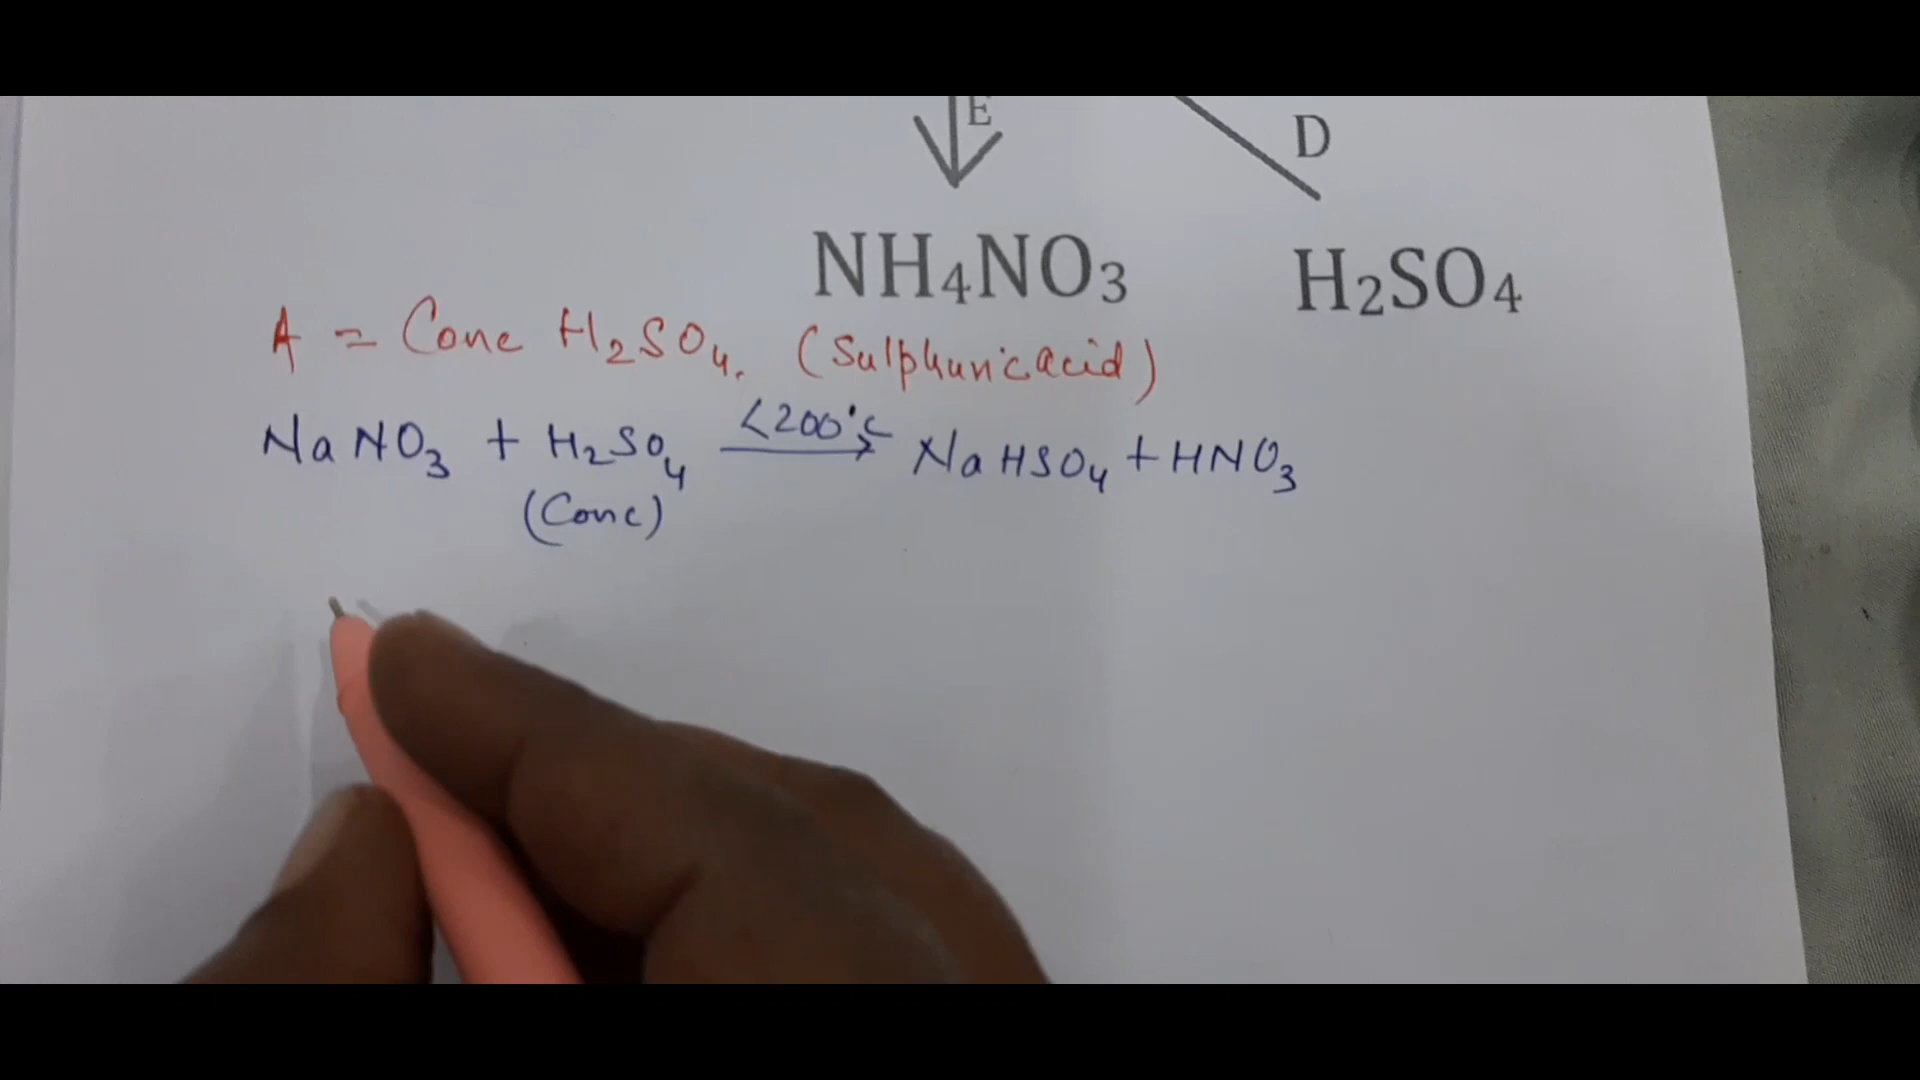 E
D
NH₄NO₃ H₂SO₄
A = Conc H₂SO₄. (Sulphuric acid)
NaNO₃ + H₂SO₄ <200°C → NaHSO₄ + HNO₃
(Conc)